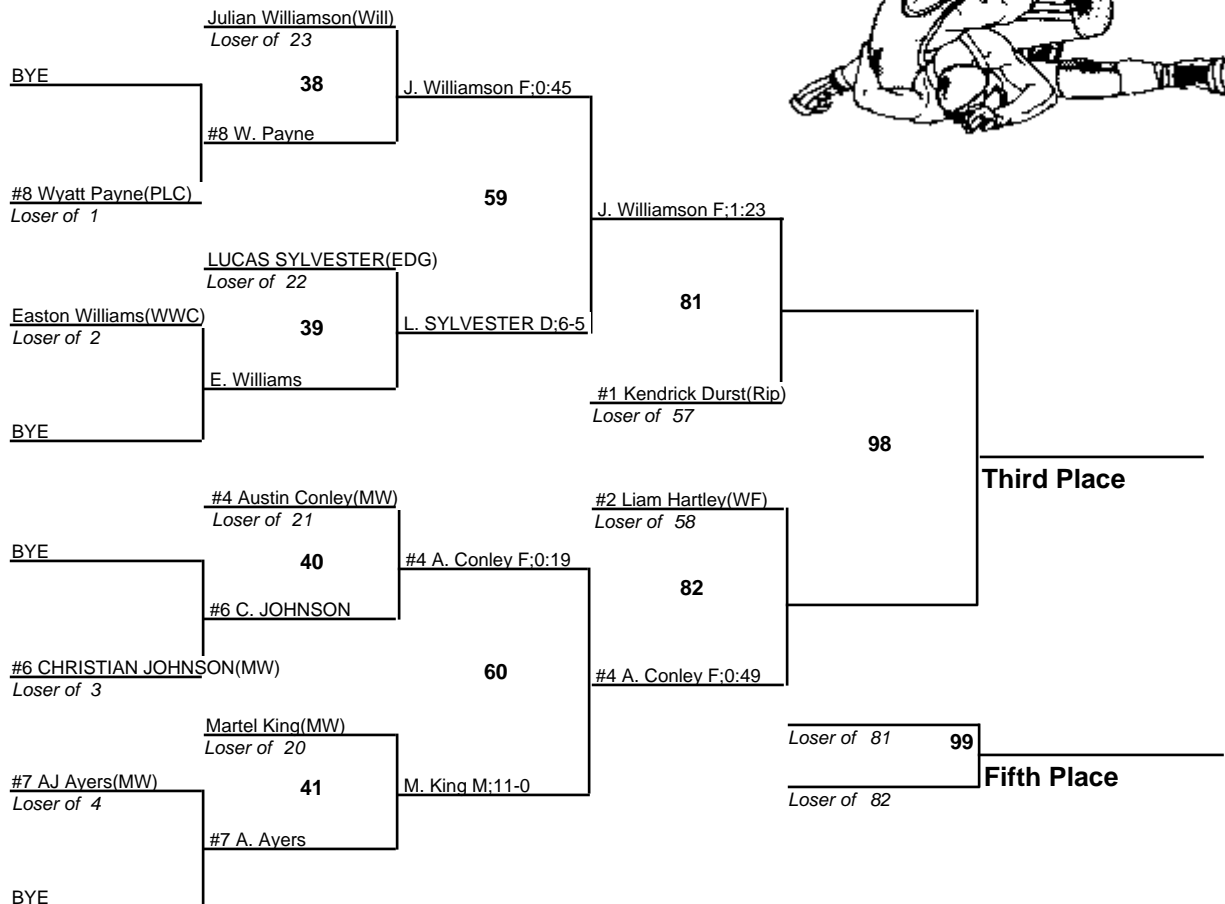 Julian Williamson(Will)
Loser of 23
BYE
38
J. Williamson F;0:45
#8 W. Payne
#8 Wyatt Payne(PLC)
Loser of 1
59
J. Williamson F;1:23
LUCAS SYLVESTER(EDG)
Loser of 22
Easton Williams(WWC)
Loser of 2
39
L. SYLVESTER D;6-5
81
E. Williams
#1 Kendrick Durst(Rip)
Loser of 57
BYE
98
Third Place
#4 Austin Conley(MW)
Loser of 21
#2 Liam Hartley(WF)
Loser of 58
BYE
40
#4 A. Conley F;0:19
82
#6 C. JOHNSON
#6 CHRISTIAN JOHNSON(MW)
Loser of 3
60
#4 A. Conley F;0:49
Martel King(MW)
Loser of 20
Loser of 81
99
#7 AJ Ayers(MW)
Loser of 4
41
M. King M;11-0
Fifth Place
Loser of 82
#7 A. Ayers
BYE